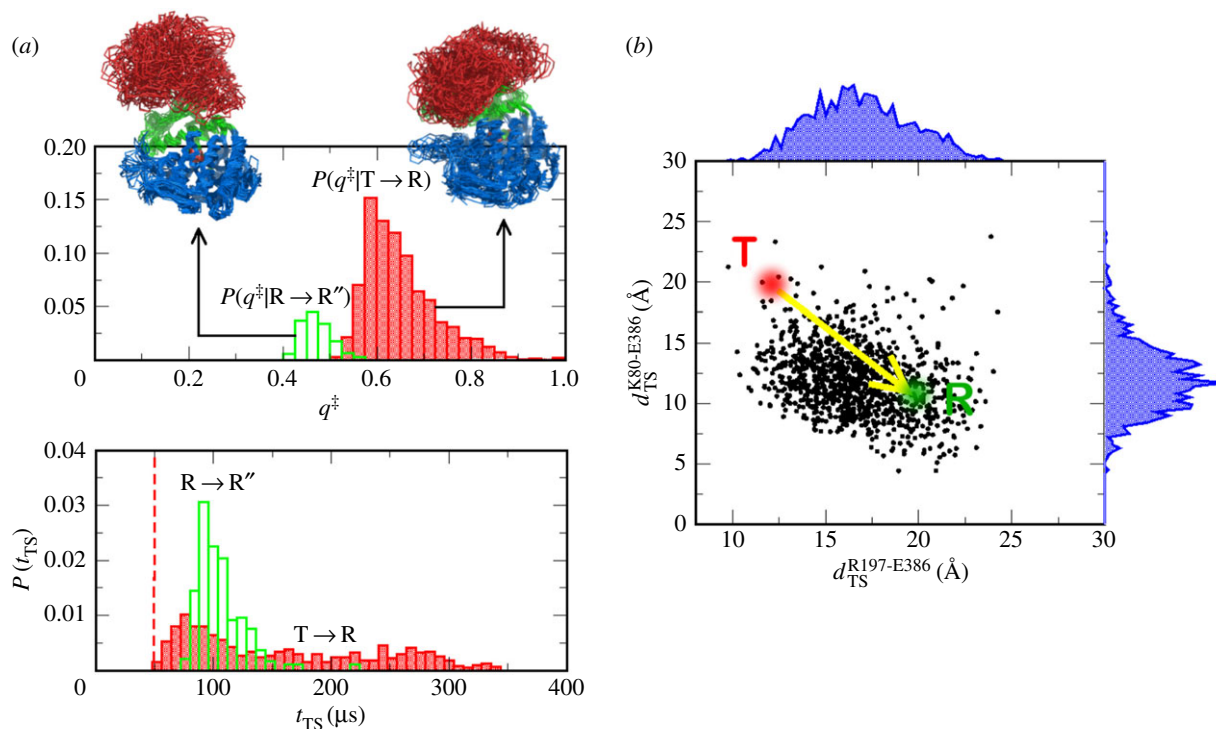 (a)
0.20
0.15
0.10
0.05
P(q‡|T → R)
P(q‡|R → R″)
0 0.2 0.4 0.6 0.8 1.0
q‡
0.04
0.03
0.02
0.01
P (tTS)
R → R″
T → R
0 100 200 300 400
tTS (μs)
(b)
30
25
20
15
10
5
0
dTSK80-E386 (Å)
T
R
10 15 20 25 30
dTSR197-E386 (Å)